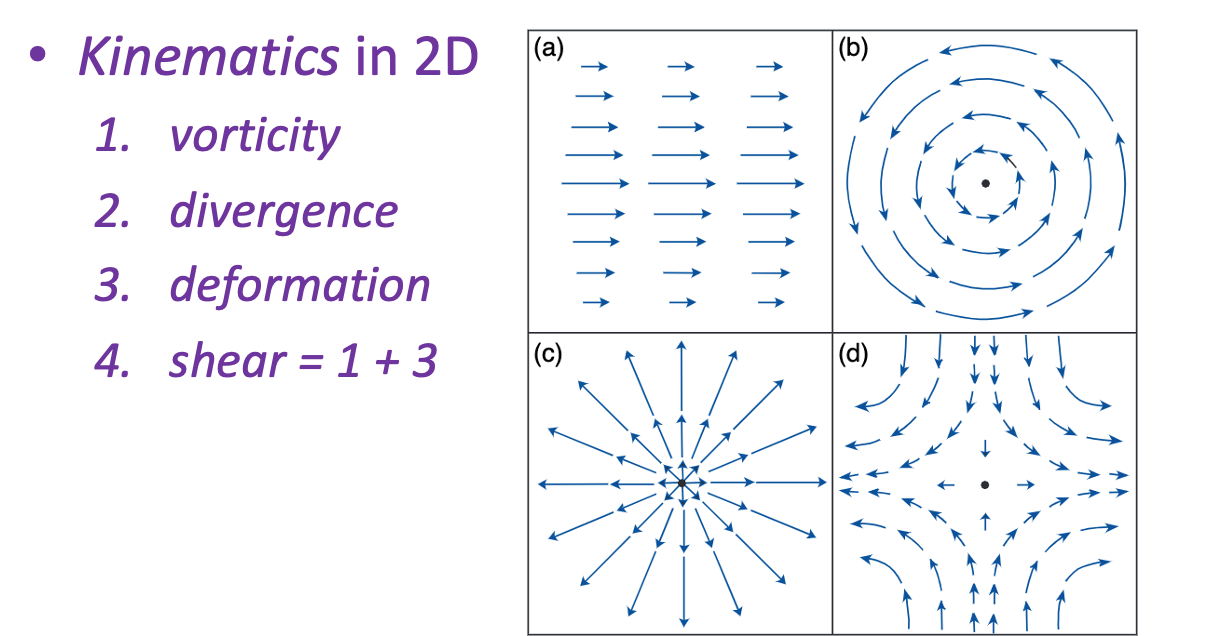 • Kinematics in 2D
1. vorticity
2. divergence
3. deformation
4. shear = 1 + 3
(a)
(b)
(c)
(d)